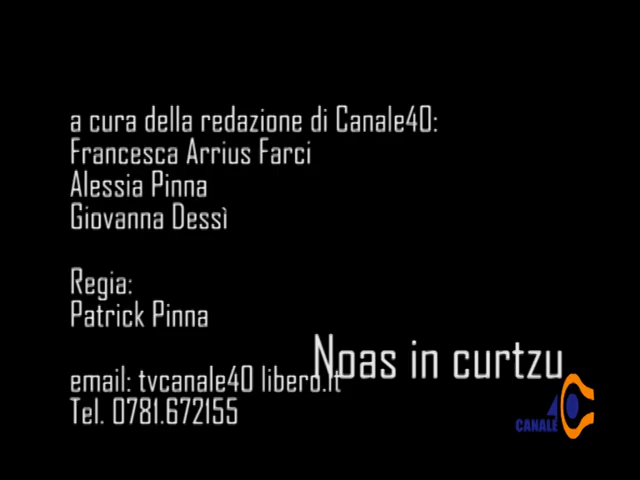 a cura della redazione di Canale40:
Francesca Arrius Farci
Alessia Pinna
Giovanna Dessì
Regia:
Patrick Pinna
Noas in curtzu
email: tvcanale40 libero.it
Tel. 0781.672155
40
CANALE